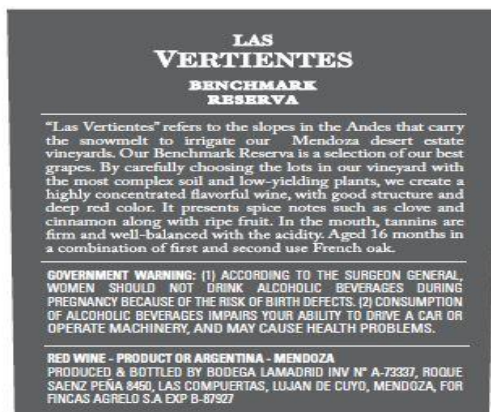 LAS
VERTIENTES
BENCHMARK
RESERVA
"Las Vertientes" refers to the slopes in the Andes that carry
the snowmelt to irrigate our Mendoza desert estate
vineyards. Our Benchmark Reserva is a selection of our best
grapes. By carefully choosing the lots in our vineyard with
the most complex soil and low-yielding plants, we create a
highly concentrated flavorful wine, with good structure and
deep red color. It presents spice notes such as clove and
cinnamon along with ripe fruit. In the mouth, tannins are
firm and well-balanced with the acidity. Aged 16 months in
a combination of first and second use French oak.
GOVERNMENT WARNING: (1) ACCORDING TO THE SURGEON GENERAL,
WOMEN SHOULD NOT DRINK ALCOHOLIC BEVERAGES DURING
PREGNANCY BECAUSE OF THE RISK OF BIRTH DEFECTS. (2) CONSUMPTION
OF ALCOHOLIC BEVERAGES IMPAIRS YOUR ABILITY TO DRIVE A CAR OR
OPERATE MACHINERY, AND MAY CAUSE HEALTH PROBLEMS.
RED WINE - PRODUCT OR ARGENTINA - MENDOZA
PRODUCED & BOTTLED BY BODEGA LAMADRID INV N° A-73337, ROQUE
SAENZ PEÑA 8450, LAS COMPUERTAS, LUJAN DE CUYO, MENDOZA, FOR
FINCAS AGRELO S.A EXP B-87927